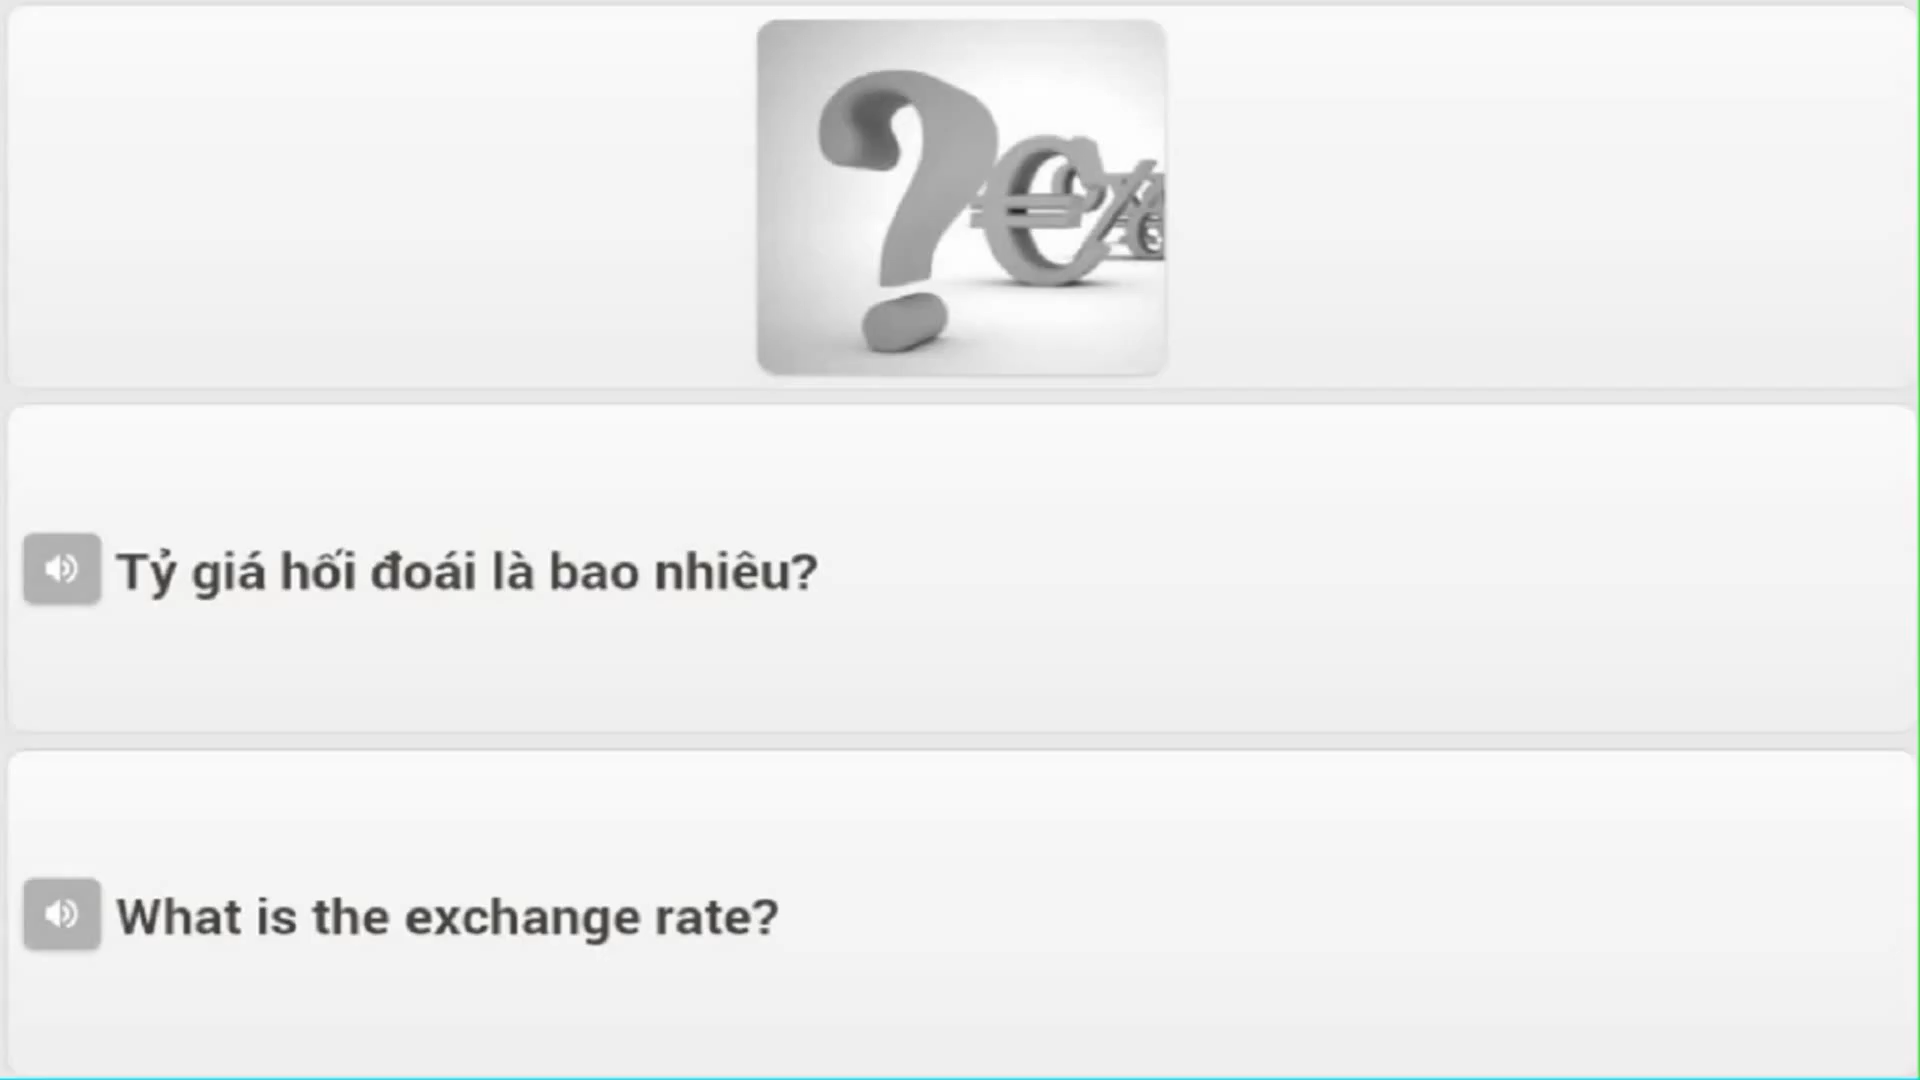 Tỷ giá hối đoái là bao nhiêu?
What is the exchange rate?